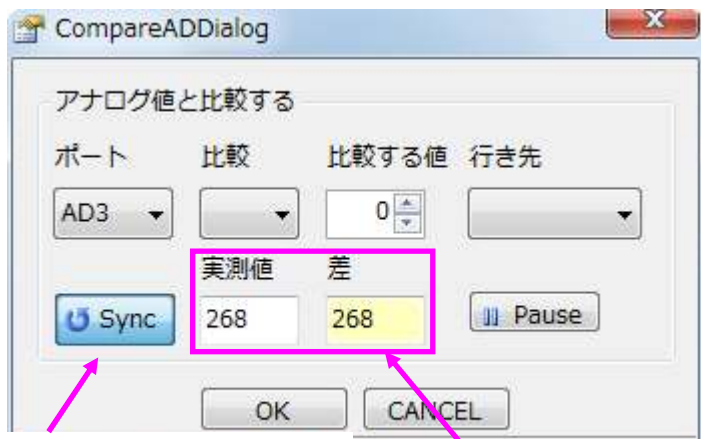 CompareADDialog
アナログ値と比較する
ポート 比較 比較する値 行き先
AD3 0
実測値 差
Sync 268 268 Pause
OK CANCEL